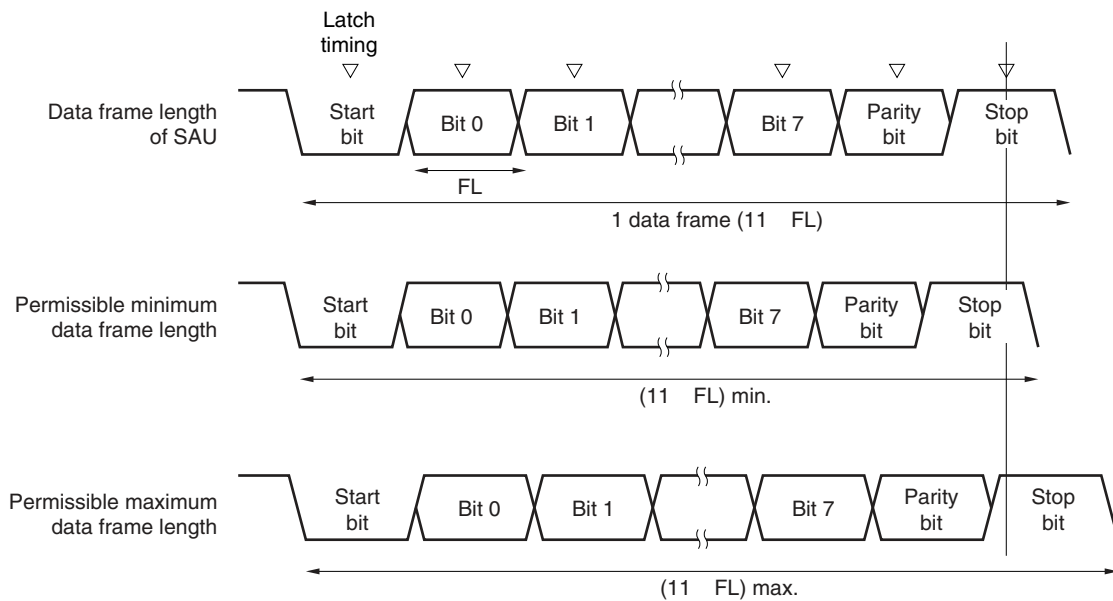 Latch
timing
Data frame length
of SAU
Start
bit
Bit 0
Bit 1
Bit 7
Parity
bit
Stop
bit
FL
1 data frame (11 FL)
Permissible minimum
data frame length
Start
bit
Bit 0
Bit 1
Bit 7
Parity
bit
Stop
bit
(11 FL) min.
Permissible maximum
data frame length
Start
bit
Bit 0
Bit 1
Bit 7
Parity
bit
Stop
bit
(11 FL) max.